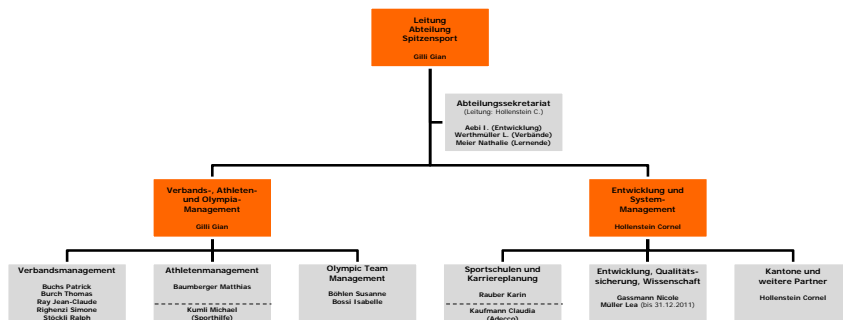 Leitung
Abteilung
Spitzensport
Gilli Gian
Abteilungssekretariat
(Leitung: Hollenstein C.)
Aebi I. (Entwicklung)
Werthmüller L. (Verbände)
Meier Nathalie (Lernende)
Verbands-, Athleten-
und Olympia-
Management
Gilli Gian
Entwicklung und
System-
Management
Hollenstein Cornel
Verbandsmanagement
Buchs Patrick
Burch Thomas
Ray Jean-Claude
Righenzi Simone
Stöckli Ralph
Athletenmanagement
Baumberger Matthias
Kumli Michael
(Sporthilfe)
Olympic Team
Management
Böhlen Susanne
Bossi Isabelle
Sportschulen und
Karriereplanung
Rauber Karin
Kaufmann Claudia
(Adecco)
Entwicklung, Qualitäts-
sicherung, Wissenschaft
Gassmann Nicole
Müller Lea (bis 31.12.2011)
Kantone und
weitere Partner
Hollenstein Cornel